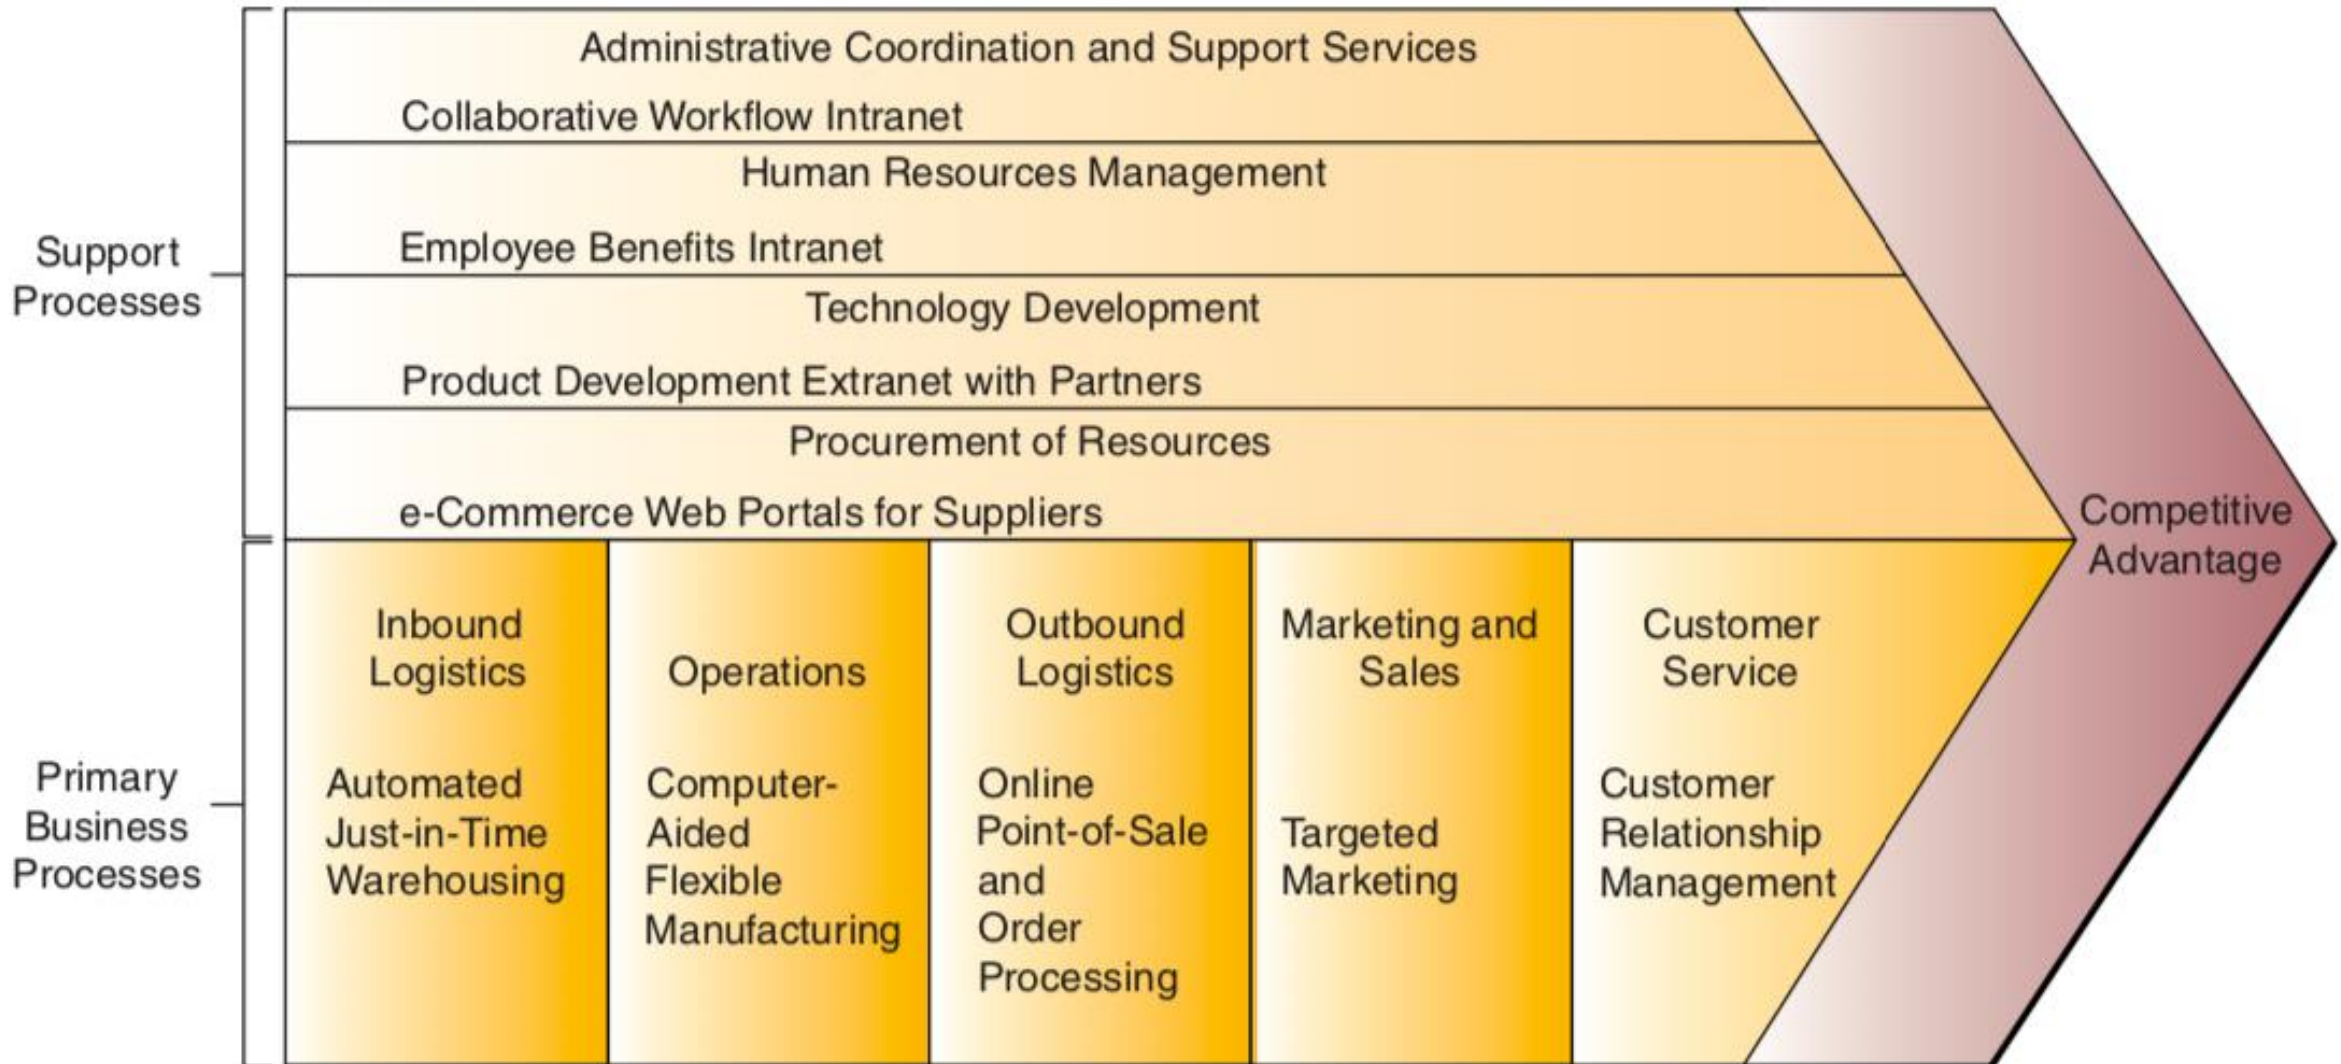 Administrative Coordination and Support Services
Collaborative Workflow Intranet
Human Resources Management
Employee Benefits Intranet
Support
Processes
Technology Development
Product Development Extranet with Partners
Procurement of Resources
e-Commerce Web Portals for Suppliers
Competitive
Advantage
Primary
Business
Processes
Inbound
Logistics
Automated
Just-in-Time
Warehousing
Operations
Computer-
Aided
Flexible
Manufacturing
Outbound
Logistics
Online
Point-of-Sale
and
Order
Processing
Marketing and
Sales
Targeted
Marketing
Customer
Service
Customer
Relationship
Management